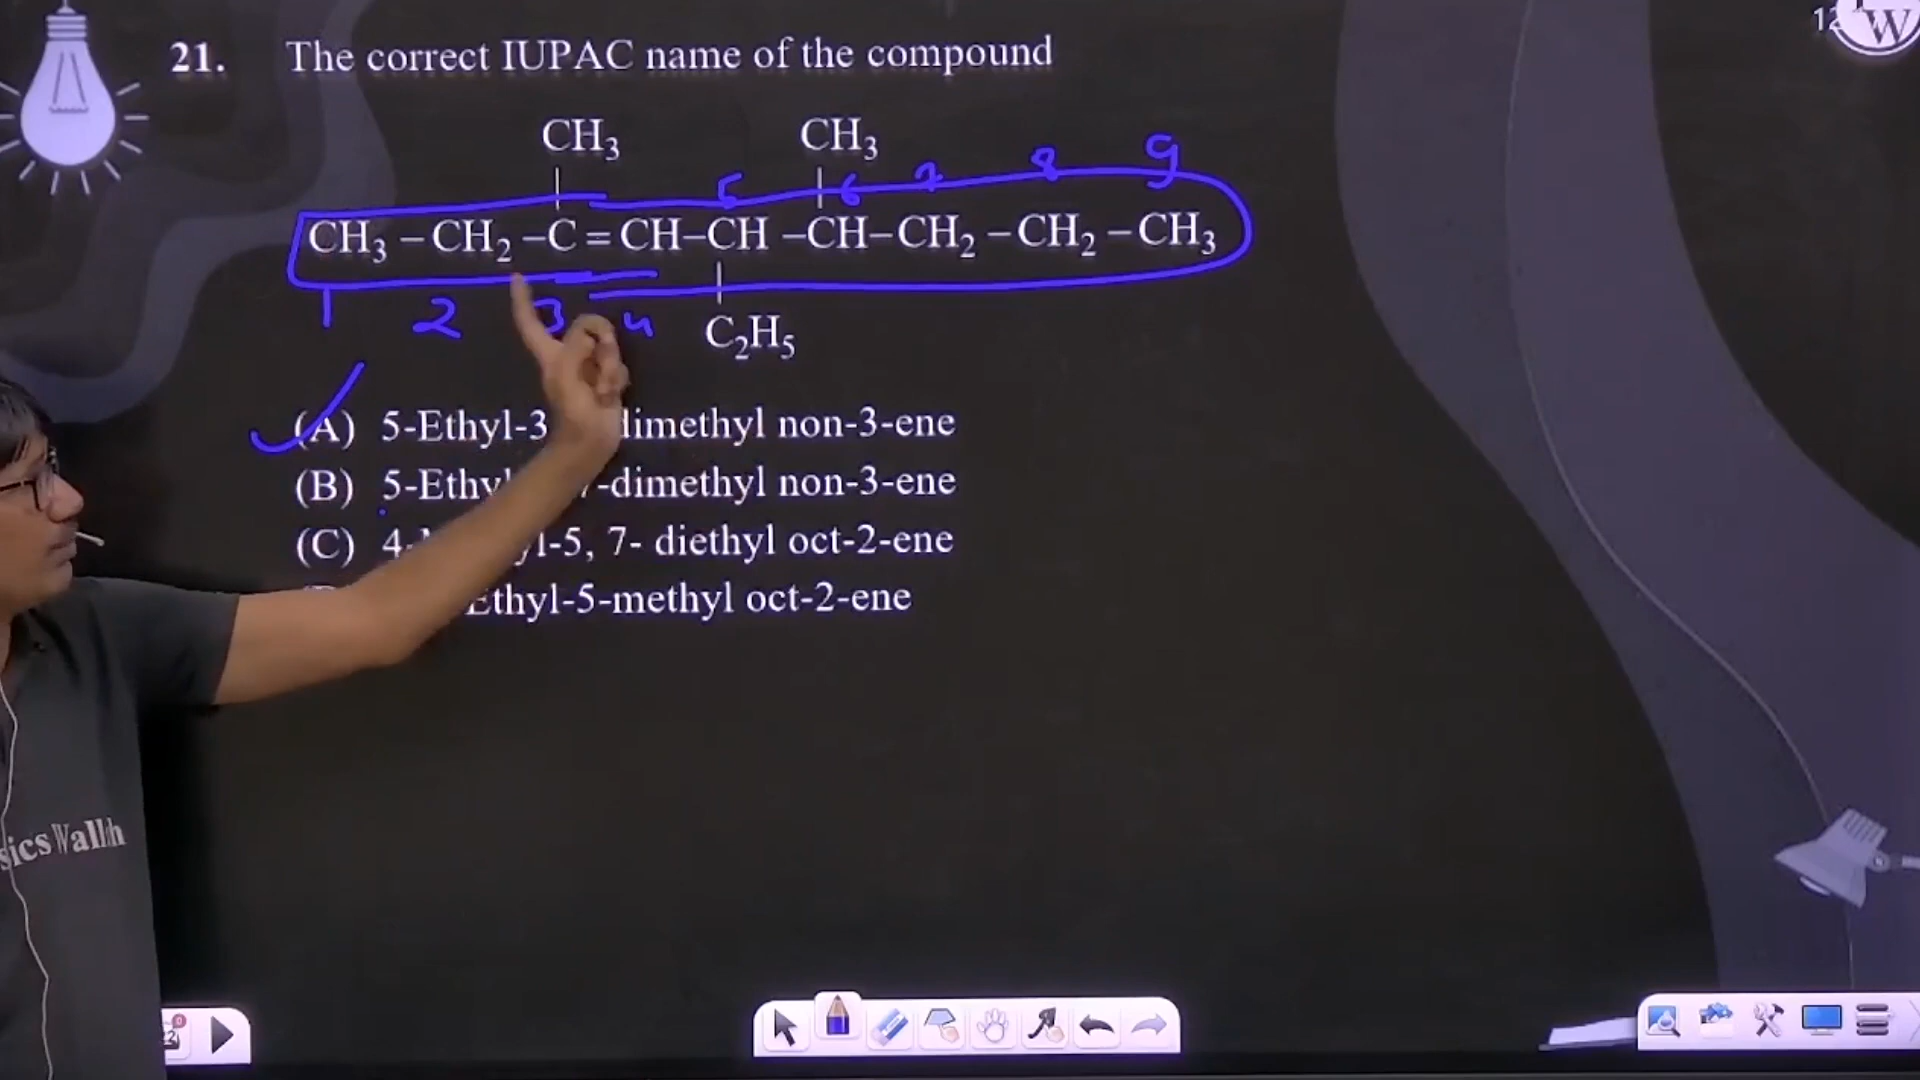 21. The correct IUPAC name of the compound
CH₃ CH₃
5 6 7 8 9
CH₃ – CH₂ – C = CH – CH – CH – CH₂ – CH₂ – CH₃
1 2 3 4
C₂H₅
(A) 5-Ethyl-3 dimethyl non-3-ene
(B) 5-Ethyl -dimethyl non-3-ene
(C) 4- yl-5, 7- diethyl oct-2-ene
Ethyl-5-methyl oct-2-ene
W